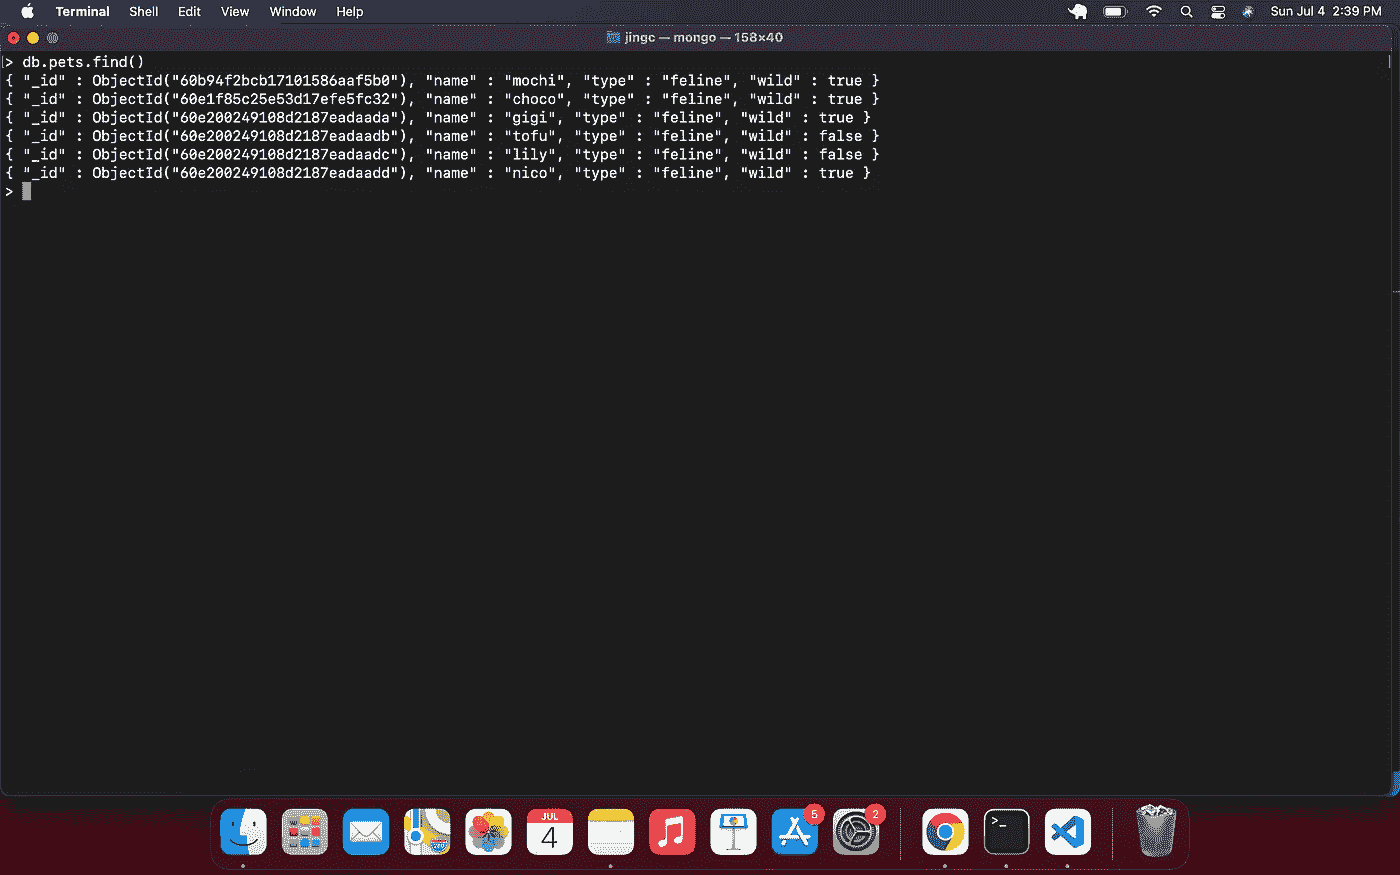 Terminal Shell Edit View Window Help Sun Jul 4 2:39 PM
jingc — mongo — 158×40
[> db.pets.find()
{ "_id" : ObjectId("60b94f2bcb17101586aaf5b0"), "name" : "mochi", "type" : "feline", "wild" : true }
{ "_id" : ObjectId("60e1f85c25e53d17efe5fc32"), "name" : "choco", "type" : "feline", "wild" : true }
{ "_id" : ObjectId("60e200249108d2187eadaada"), "name" : "gigi", "type" : "feline", "wild" : true }
{ "_id" : ObjectId("60e200249108d2187eadaadb"), "name" : "tofu", "type" : "feline", "wild" : false }
{ "_id" : ObjectId("60e200249108d2187eadaadc"), "name" : "lily", "type" : "feline", "wild" : false }
{ "_id" : ObjectId("60e200249108d2187eadaadd"), "name" : "nico", "type" : "feline", "wild" : true }
>
JUL
4
5
2
>_